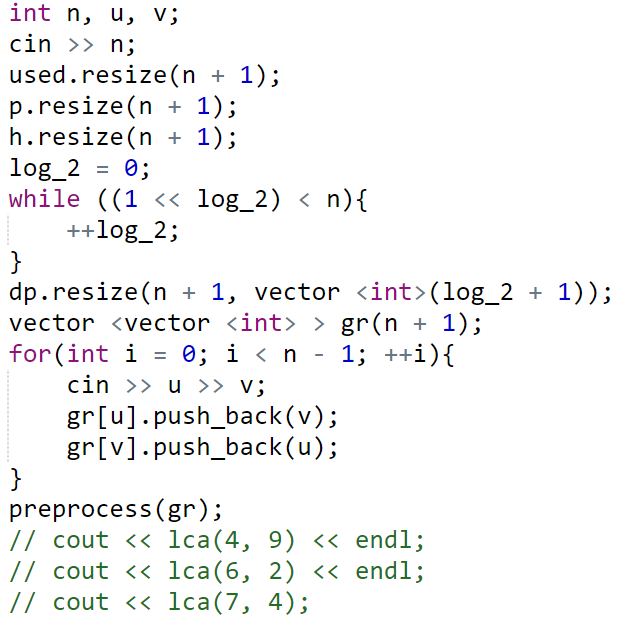 int n, u, v;
cin >> n;
used.resize(n + 1);
p.resize(n + 1);
h.resize(n + 1);
log_2 = 0;
while ((1 << log_2) < n){
    ++log_2;
}
dp.resize(n + 1, vector <int>(log_2 + 1));
vector <vector <int> > gr(n + 1);
for(int i = 0; i < n - 1; ++i){
    cin >> u >> v;
    gr[u].push_back(v);
    gr[v].push_back(u);
}
preprocess(gr);
// cout << lca(4, 9) << endl;
// cout << lca(6, 2) << endl;
// cout << lca(7, 4);